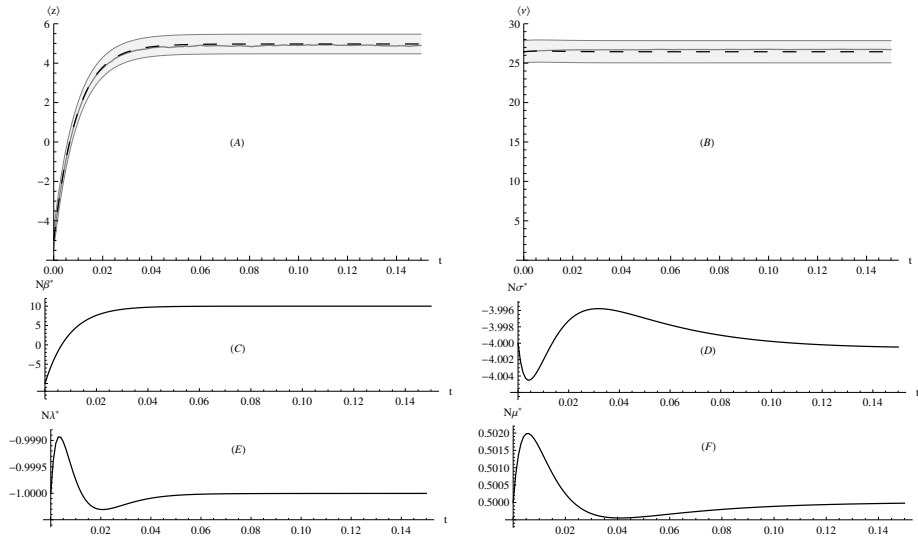 ⟨z⟩
6
4
2
0
−2
−4
(A)
0.00 0.02 0.04 0.06 0.08 0.10 0.12 0.14 t
⟨v⟩
30
25
20
15
10
5
0
(B)
0.00 0.02 0.04 0.06 0.08 0.10 0.12 0.14 t
Nβ*
10
5
0
−5
(C)
0.02 0.04 0.06 0.08 0.10 0.12 0.14 t
Nσ*
−3.996
−3.998
−4.000
−4.002
−4.004
(D)
0.02 0.04 0.06 0.08 0.10 0.12 0.14 t
Nλ*
−0.9990
−0.9995
−1.0000
(E)
0.02 0.04 0.06 0.08 0.10 0.12 0.14 t
Nμ*
0.5020
0.5015
0.5010
0.5005
0.5000
(F)
0.02 0.04 0.06 0.08 0.10 0.12 0.14 t